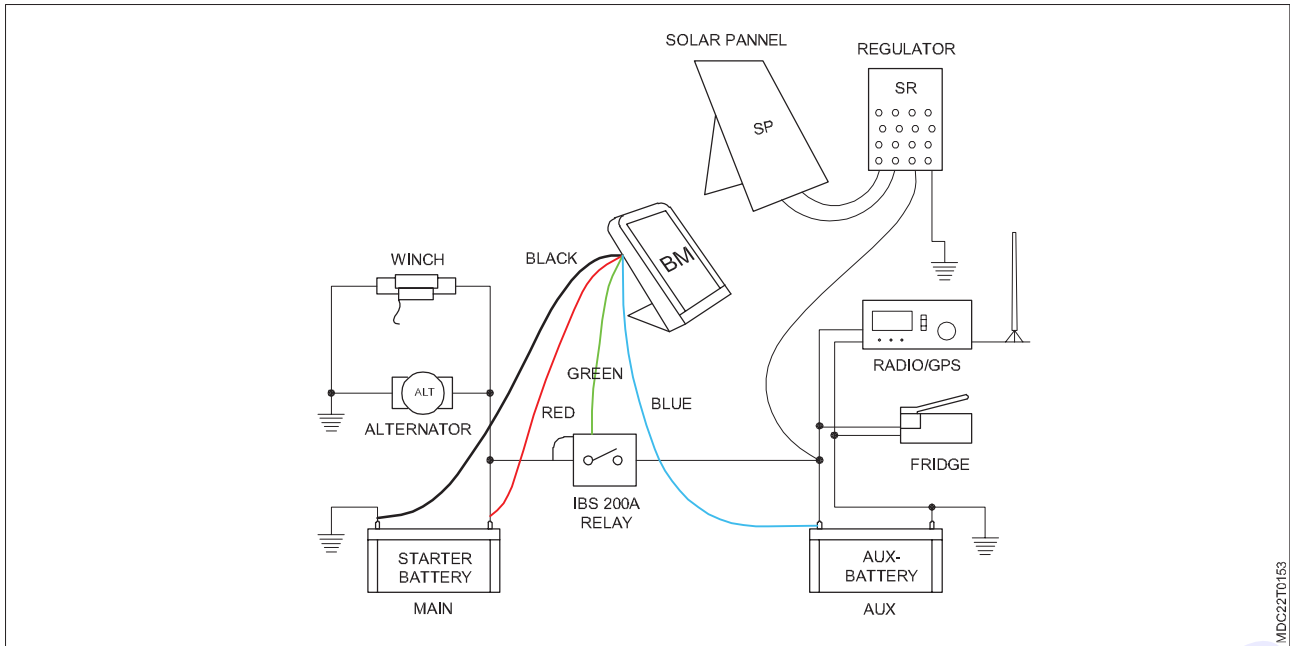 SOLAR PANNEL
REGULATOR
SR
SP
BM
WINCH
BLACK
ALT
ALTERNATOR
GREEN
RED
BLUE
RADIO/GPS
FRIDGE
IBS 200A
RELAY
STARTER
BATTERY
MAIN
AUX-
BATTERY
AUX
MDC22T0153